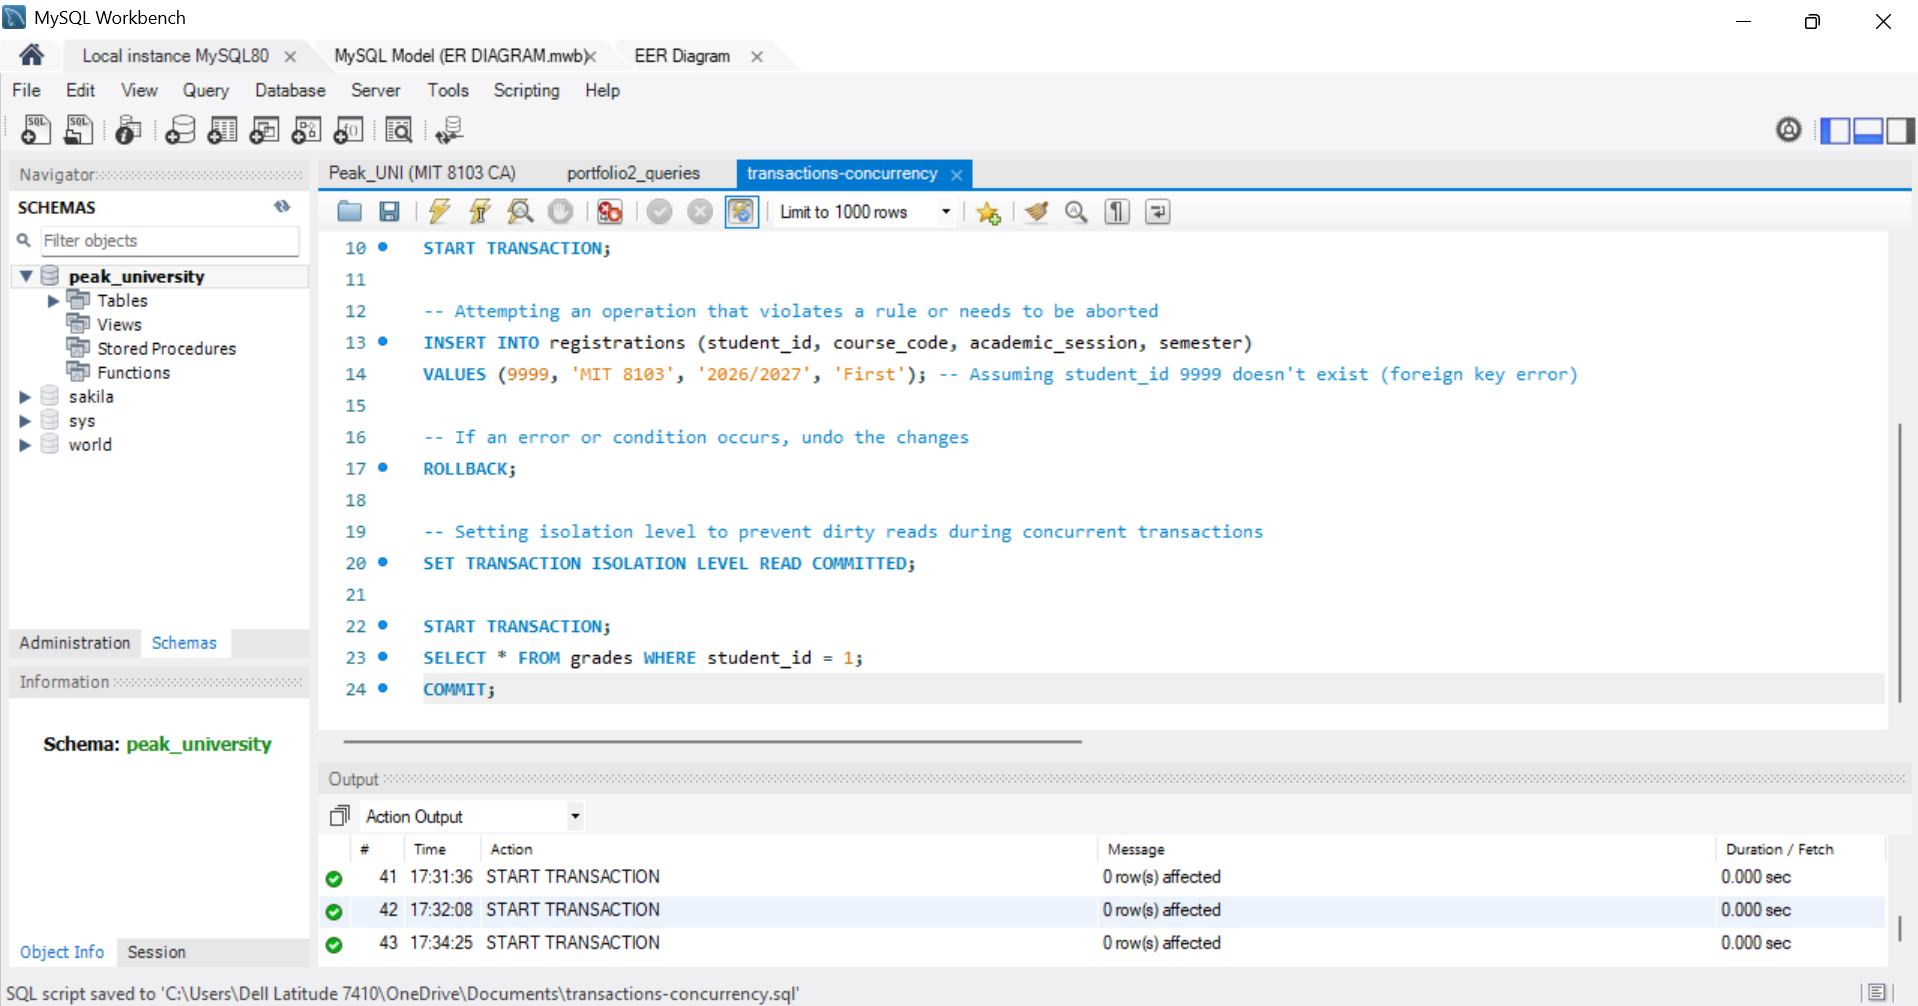 MySQL Workbench
Local instance MySQL80
MySQL Model (ER DIAGRAM.mwb)
EER Diagram
File Edit View Query Database Server Tools Scripting Help
Navigator
SCHEMAS
Filter objects
peak_university
Tables
Views
Stored Procedures
Functions
sakila
sys
world
Administration Schemas
Information
Schema: peak_university
Object Info Session
Peak_UNI (MIT 8103 CA) portfolio2_queries transactions-concurrency
Limit to 1000 rows
10 START TRANSACTION;
11
12 -- Attempting an operation that violates a rule or needs to be aborted
13 INSERT INTO registrations (student_id, course_code, academic_session, semester)
14 VALUES (9999, 'MIT 8103', '2026/2027', 'First'); -- Assuming student_id 9999 doesn't exist (foreign key error)
15
16 -- If an error or condition occurs, undo the changes
17 ROLLBACK;
18
19 -- Setting isolation level to prevent dirty reads during concurrent transactions
20 SET TRANSACTION ISOLATION LEVEL READ COMMITTED;
21
22 START TRANSACTION;
23 SELECT * FROM grades WHERE student_id = 1;
24 COMMIT;
Output
Action Output
# Time Action Message Duration / Fetch
41 17:31:36 START TRANSACTION 0 row(s) affected 0.000 sec
42 17:32:08 START TRANSACTION 0 row(s) affected 0.000 sec
43 17:34:25 START TRANSACTION 0 row(s) affected 0.000 sec
SQL script saved to 'C:\Users\Dell Latitude 7410\OneDrive\Documents\transactions-concurrency.sql'